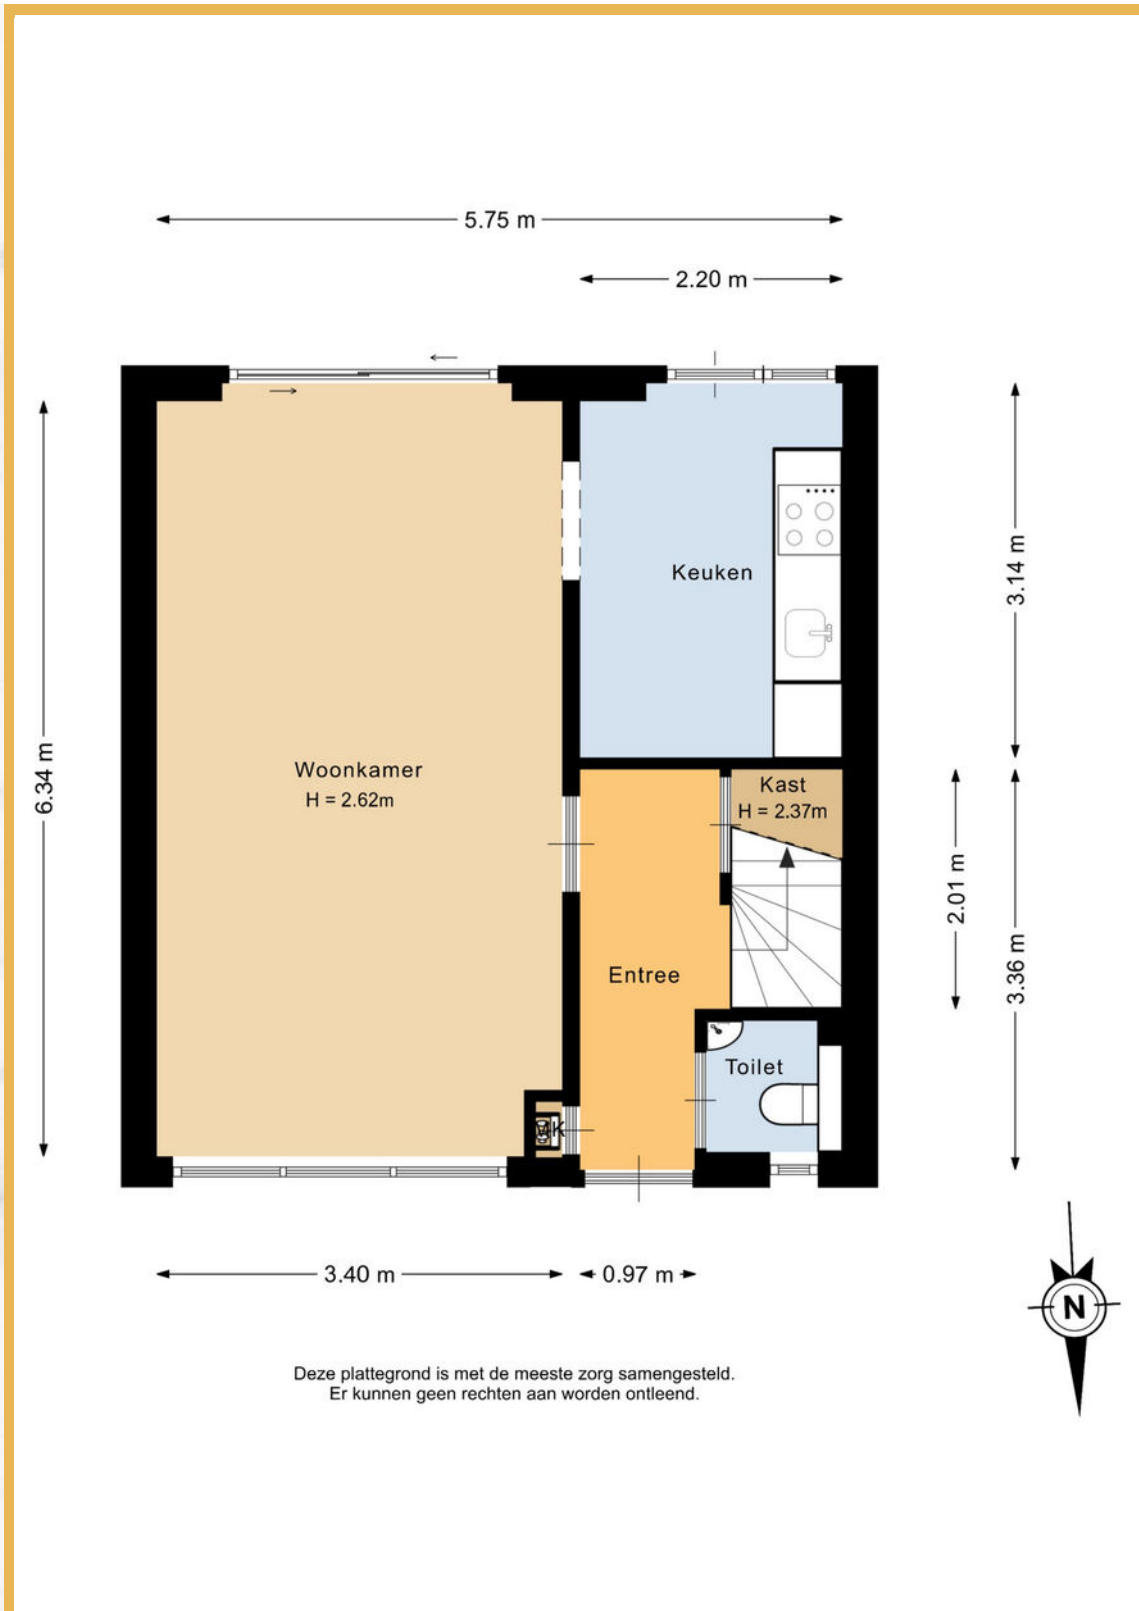 5.75 m
2.20 m
6.34 m
3.14 m
Keuken
Woonkamer
H = 2.62m
Kast
H = 2.37m
2.01 m
3.36 m
Entree
Toilet
3.40 m
0.97 m
N
Deze plattegrond is met de meeste zorg samengesteld.
Er kunnen geen rechten aan worden ontleend.